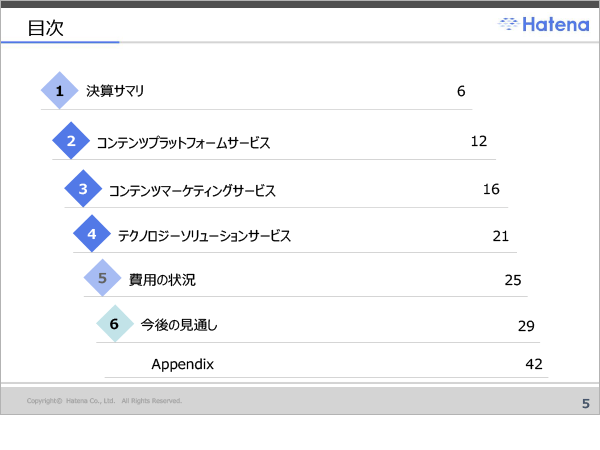 目次
Hatena
1 決算サマリ 6
2 コンテンツプラットフォームサービス 12
3 コンテンツマーケティングサービス 16
4 テクノロジーソリューションサービス 21
5 費用の状況 25
6 今後の見通し 29
Appendix 42
Copyright© Hatena Co., Ltd. All Rights Reserved.
5